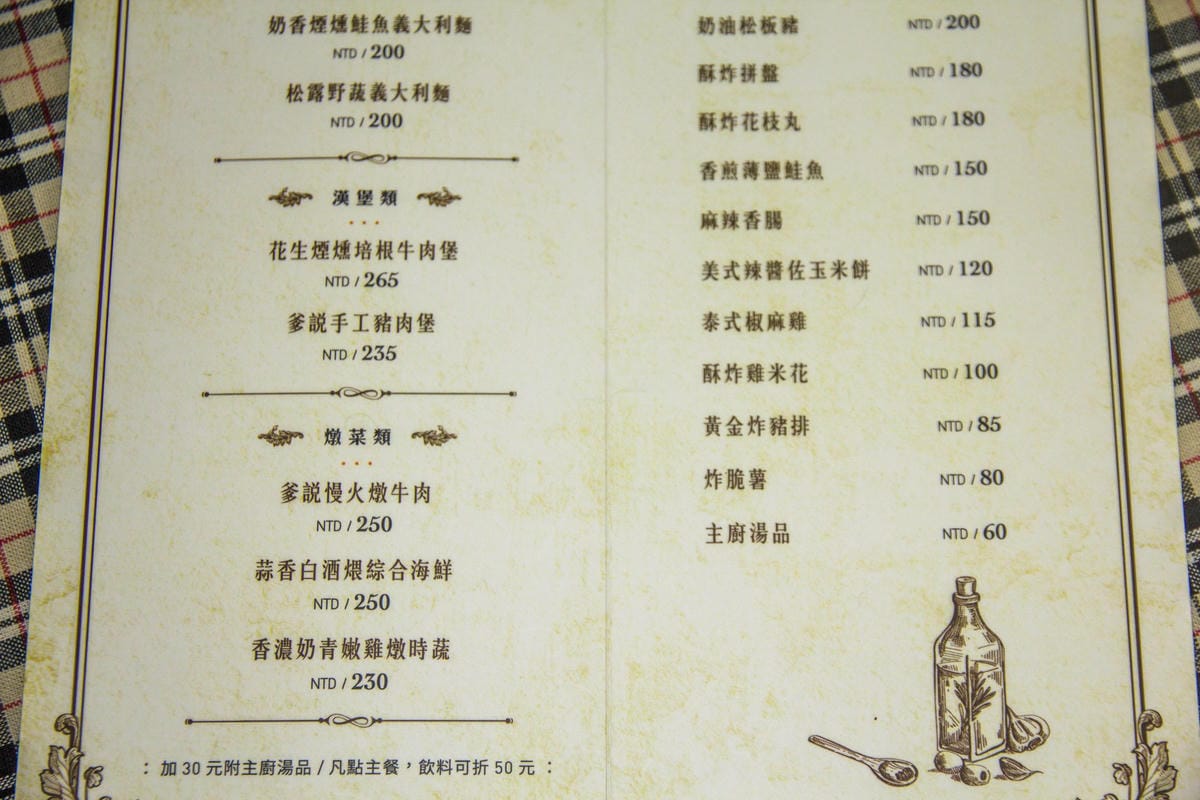 奶香煙燻鮭魚義大利麵
NTD / 200
松露野蔬義大利麵
NTD / 200
漢堡類
花生煙燻培根牛肉堡
NTD / 265
爹説手工豬肉堡
NTD / 235
燉菜類
爹説慢火燉牛肉
NTD / 250
蒜香白酒煨綜合海鮮
NTD / 250
香濃奶青嫩雞燉時蔬
NTD / 230
：加 30 元附主廚湯品 / 凡點主餐，飲料可折 50 元：
奶油松板豬 NTD / 200
酥炸拼盤 NTD / 180
酥炸花枝丸 NTD / 180
香煎薄鹽鮭魚 NTD / 150
麻辣香腸 NTD / 150
美式辣醬佐玉米餅 NTD / 120
泰式椒麻雞 NTD / 115
酥炸雞米花 NTD / 100
黃金炸豬排 NTD / 85
炸脆薯 NTD / 80
主廚湯品 NTD / 60